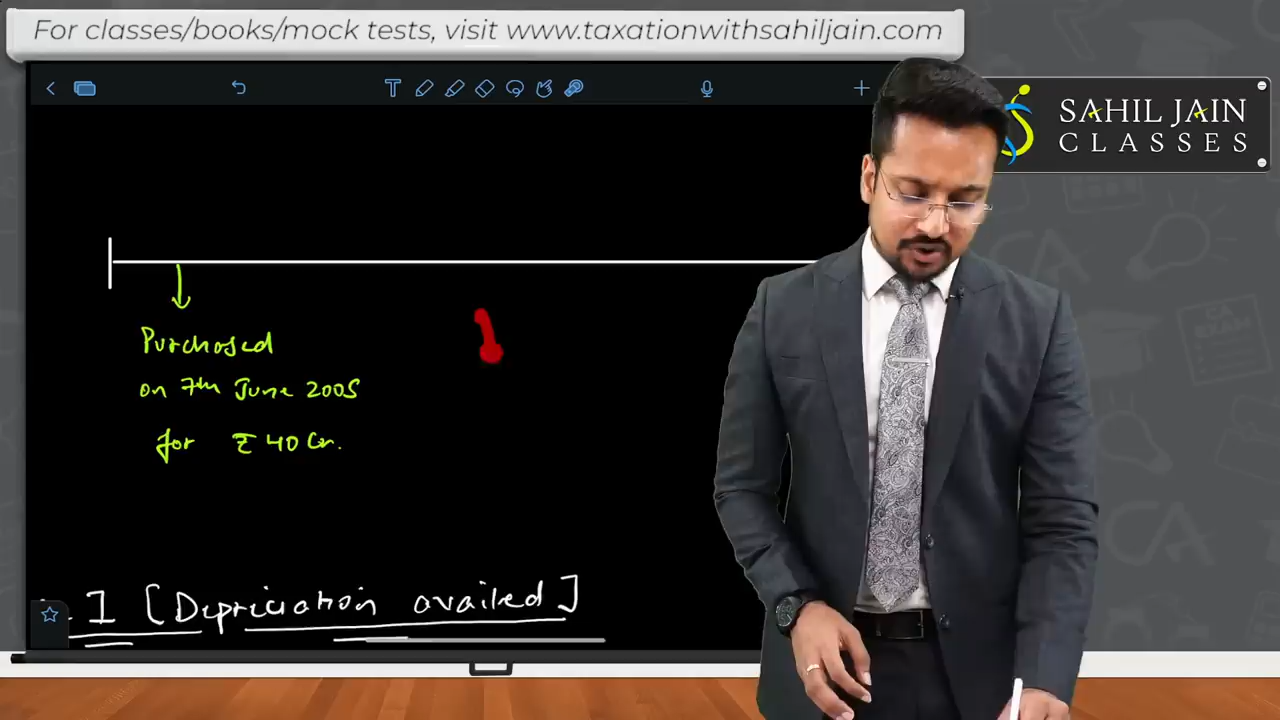 For classes/books/mock tests, visit www.taxationwithsahiljain.com
SAHIL JAIN
CLASSES
Purchased
on 7th June 2005
for ₹ 40 Cr.
1 [Depriciation availed]